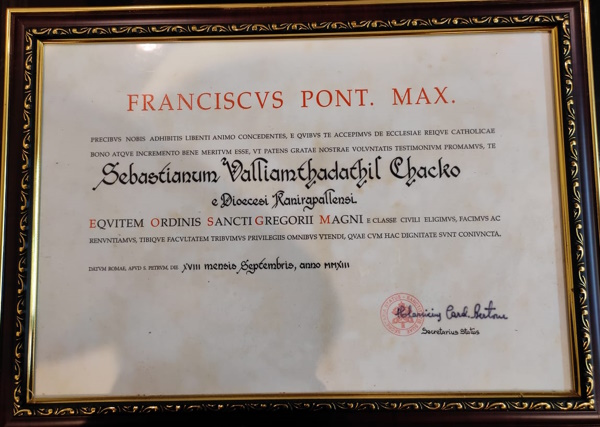 FRANCISCVS PONT. MAX.
PRECIBVS NOBIS ADHIBITIS LIBENTI ANIMO CONCEDENTES, E QVIBVS TE ACCEPIMVS DE ECCLESIAE REIQVE CATHOLICAE
BONO ATQVE INCREMENTO BENE MERITVM ESSE, VT PATENS GRATAE NOSTRAE VOLVNTATIS TESTIMONIVM PROMAMVS, TE
Sebastianum Valliamthadathil Chacko
e Dioecesi Kanirapallensi.
EQVITEM ORDINIS SANCTI GREGORII MAGNI E CLASSE CIVILI ELIGIMVS, FACIMVS AC
RENVNTIAMVS, TIBIQVE FACVLTATEM TRIBVIMVS PRIVILEGIIS OMNIBVS VTENDI, QVAE CVM HAC DIGNITATE SVNT CONIVNCTA.
DATVM ROMAE, APVD S. PETRVM, DIE XVIII mensis Septembris, anno MMXIII
Card. Bertone
Secretarius Status